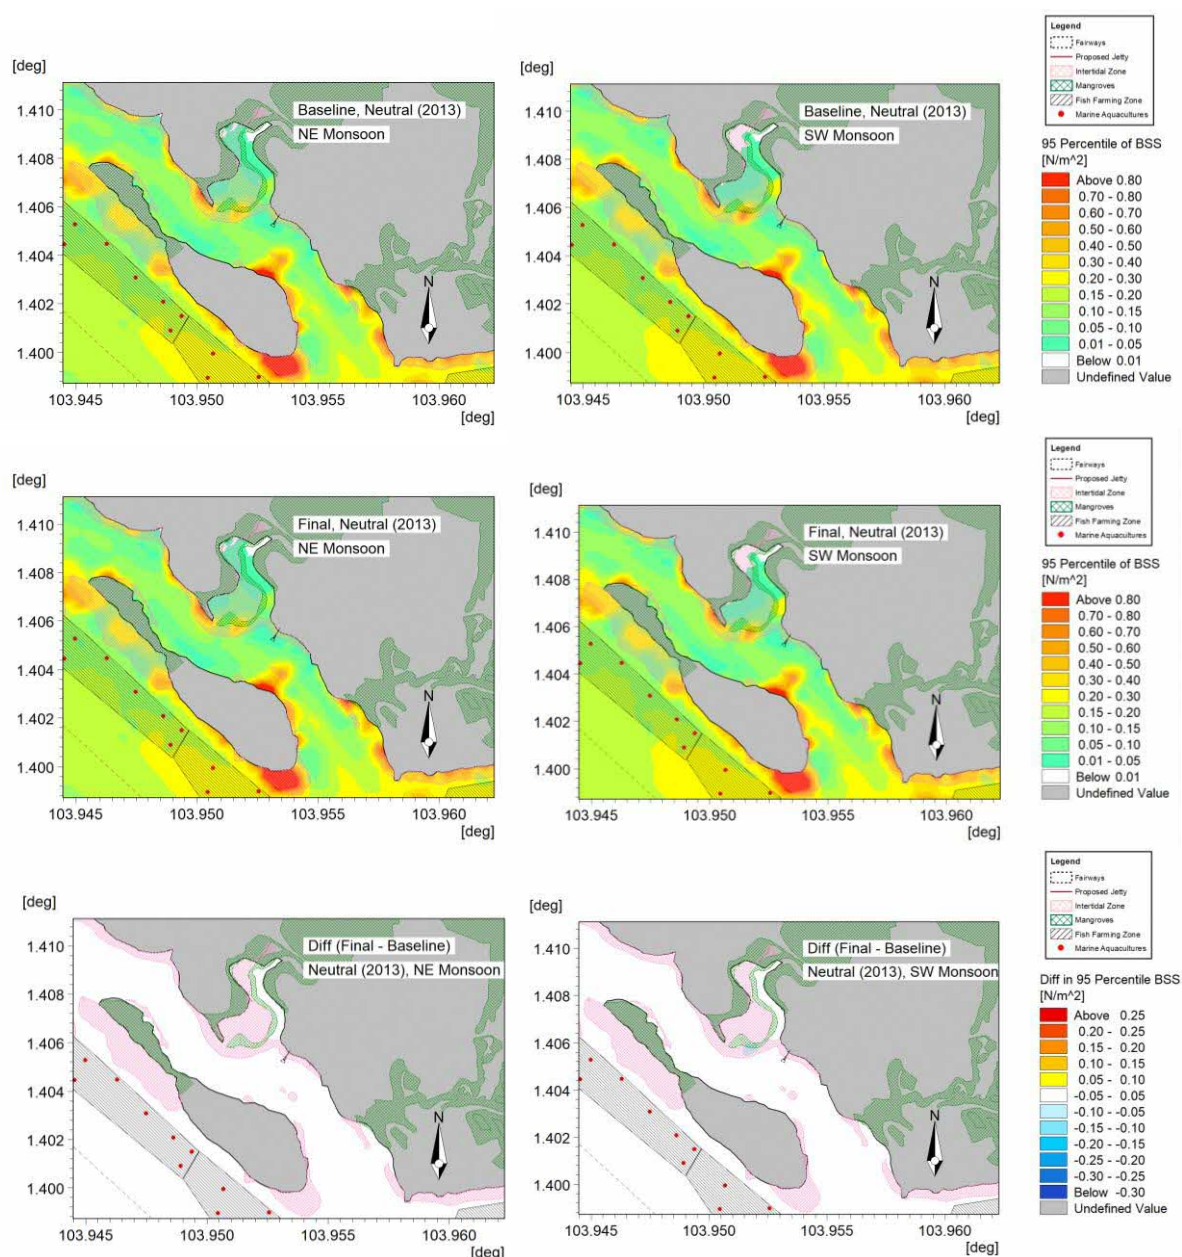 Legend
Fairways
Proposed Jetty
Intertidal Zone
Mangroves
Fish Farming Zone
Marine Aquacultures
[deg]
1.410
1.408
1.406
1.404
1.402
1.400
Baseline, Neutral (2013)
NE Monsoon
N
103.945 103.950 103.955 103.960
[deg]
[deg]
1.410
1.408
1.406
1.404
1.402
1.400
Baseline, Neutral (2013)
SW Monsoon
N
103.945 103.950 103.955 103.960
[deg]
95 Percentile of BSS
[N/m^2]
Above 0.80
0.70 - 0.80
0.60 - 0.70
0.50 - 0.60
0.40 - 0.50
0.30 - 0.40
0.20 - 0.30
0.15 - 0.20
0.10 - 0.15
0.05 - 0.10
0.01 - 0.05
Below 0.01
Undefined Value
[deg]
1.410
1.408
1.406
1.404
1.402
1.400
Final, Neutral (2013)
NE Monsoon
N
103.945 103.950 103.955 103.960
[deg]
[deg]
1.410
1.408
1.406
1.404
1.402
1.400
Final, Neutral (2013)
SW Monsoon
N
103.945 103.950 103.955 103.960
[deg]
Legend
Fairways
Proposed Jetty
Intertidal Zone
Mangroves
Fish Farming Zone
Marine Aquacultures
95 Percentile of BSS
[N/m^2]
Above 0.80
0.70 - 0.80
0.60 - 0.70
0.50 - 0.60
0.40 - 0.50
0.30 - 0.40
0.20 - 0.30
0.15 - 0.20
0.10 - 0.15
0.05 - 0.10
0.01 - 0.05
Below 0.01
Undefined Value
[deg]
1.410
1.408
1.406
1.404
1.402
1.400
Diff (Final - Baseline)
Neutral (2013), NE Monsoon
N
103.945 103.950 103.955 103.960
[deg]
[deg]
1.410
1.408
1.406
1.404
1.402
1.400
Diff (Final - Baseline)
Neutral (2013), SW Monsoon
N
103.945 103.950 103.955 103.960
[deg]
Legend
Fairways
Proposed Jetty
Intertidal Zone
Mangroves
Fish Farming Zone
Marine Aquacultures
Diff in 95 Percentile BSS
[N/m^2]
Above 0.25
0.20 - 0.25
0.15 - 0.20
0.10 - 0.15
0.05 - 0.10
-0.05 - 0.05
-0.10 - -0.05
-0.15 - -0.10
-0.20 - -0.15
-0.25 - -0.20
-0.30 - -0.25
Below -0.30
Undefined Value